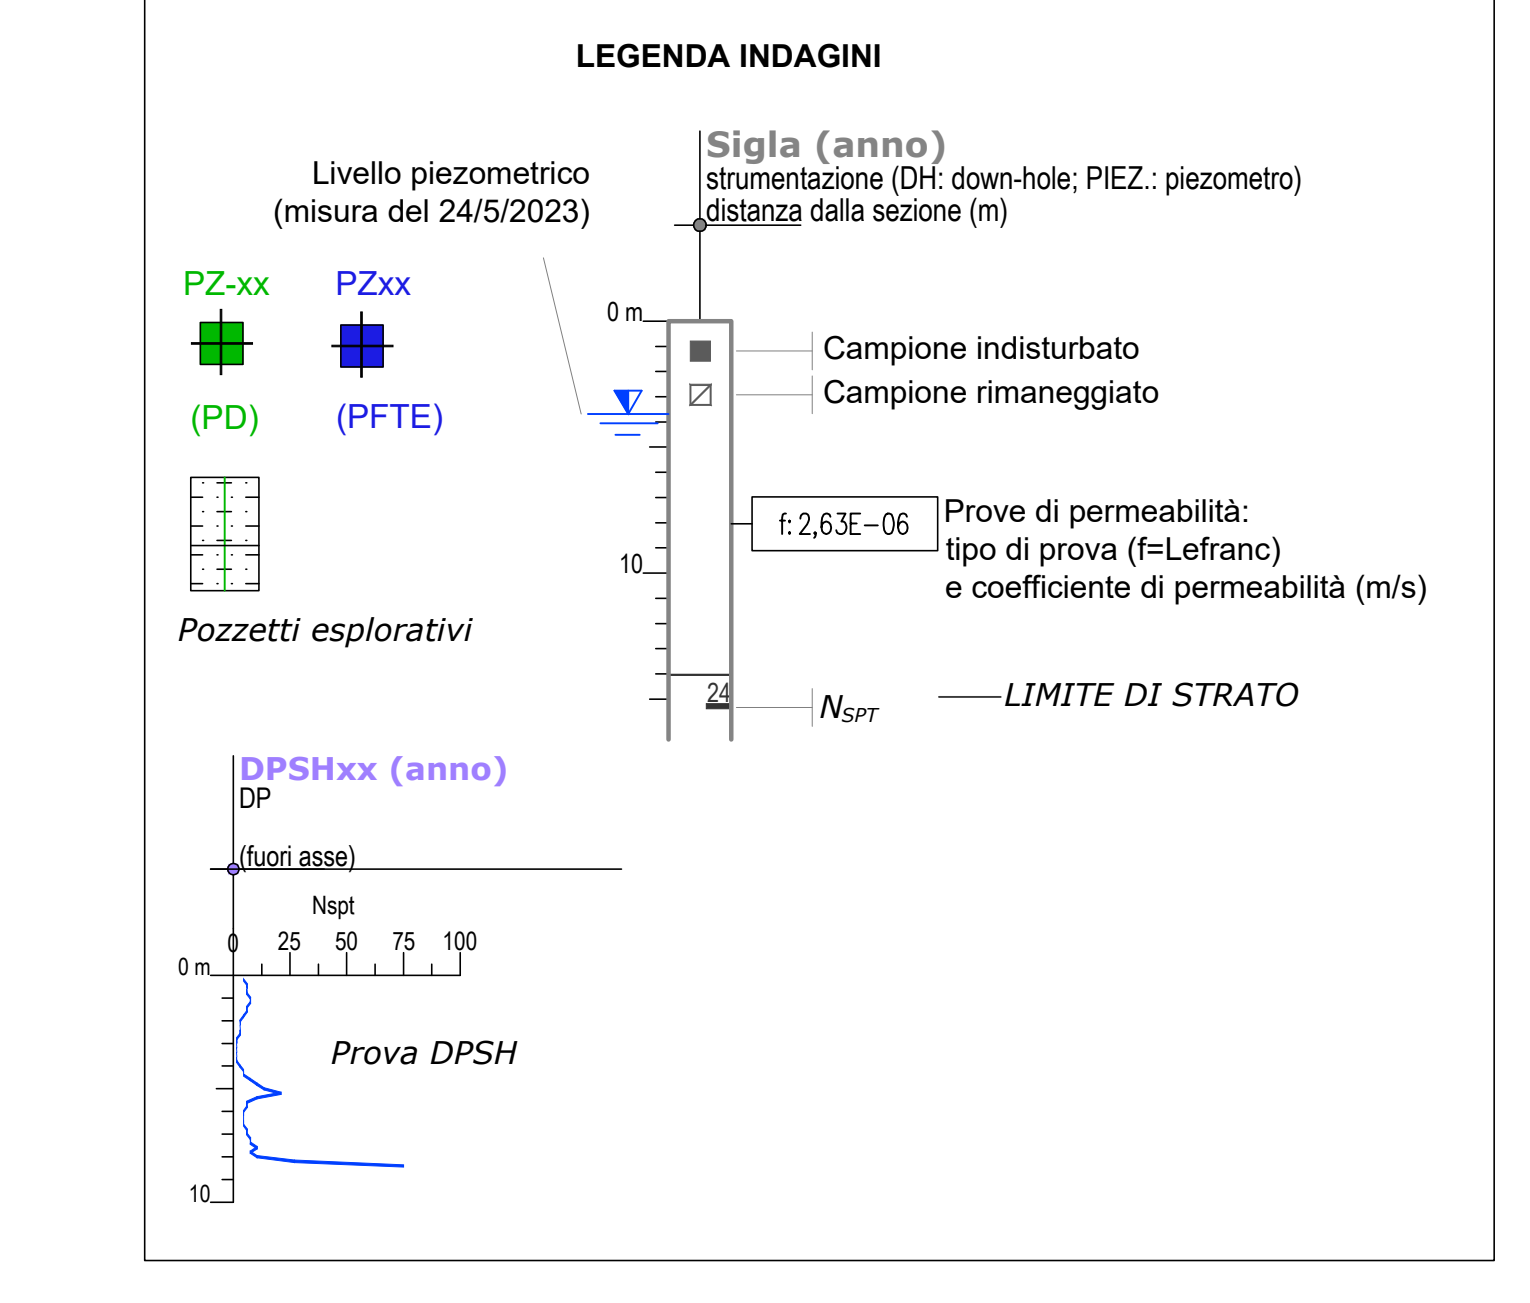 LEGENDA INDAGINI
Sigla (anno)
strumentazione (DH: down-hole; PIEZ.: piezometro)
distanza dalla sezione (m)
Livello piezometrico
(misura del 24/5/2023)
PZ-xx
PZxx
(PD)
(PFTE)
Pozzetti esplorativi
0 m
Campione indisturbato
Campione rimaneggiato
f: 2,63E-06
Prove di permeabilità:
tipo di prova (f=Lefranc)
e coefficiente di permeabilità (m/s)
10
24
NSPT
LIMITE DI STRATO
DPSHxx (anno)
DP
(fuori asse)
Nspt
0 25 50 75 100
0 m
Prova DPSH
10